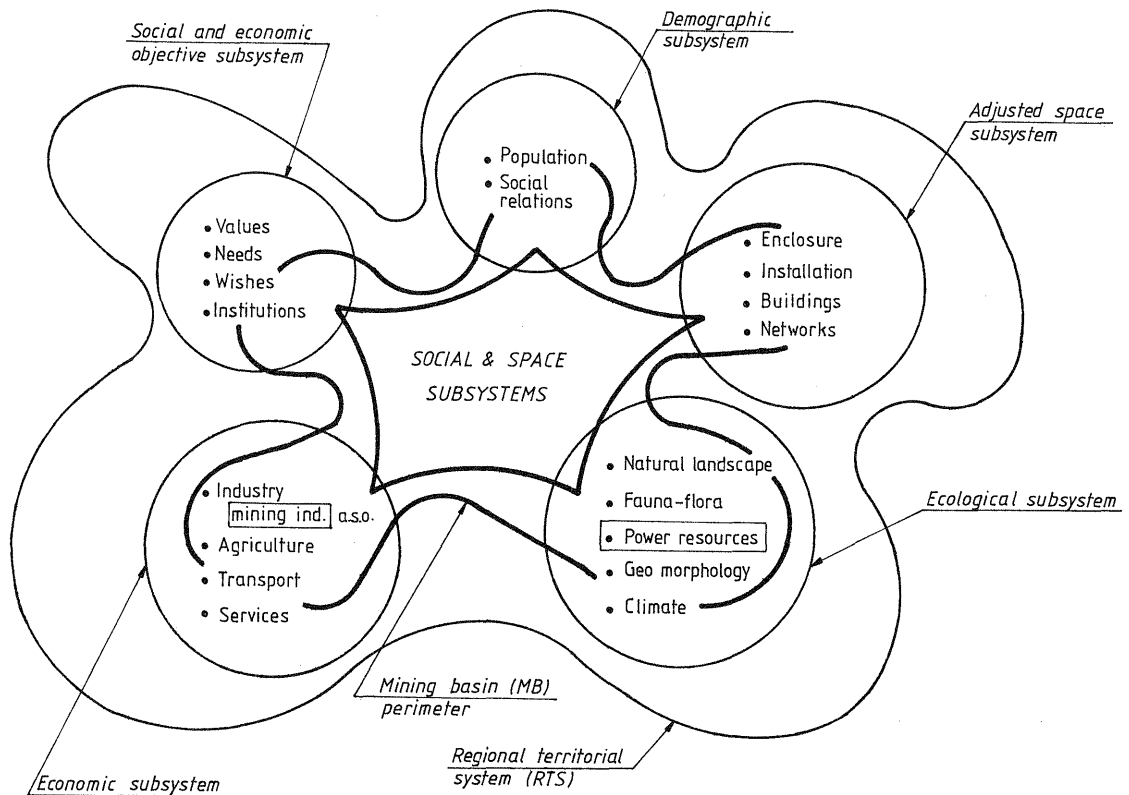 Social and economic
objective subsystem
Demographic
subsystem
Adjusted space
subsystem
• Population
• Social
relations
• Values
• Needs
• Wishes
• Institutions
• Enclosure
• Installation
• Buildings
• Networks
SOCIAL & SPACE
SUBSYSTEMS
• Industry
mining ind. a.s.o.
• Agriculture
• Transport
• Services
• Natural landscape
• Fauna-flora
• Power resources
• Geo morphology
• Climate
Ecological subsystem
Mining basin (MB)
perimeter
Regional territorial
system (RTS)
Economic subsystem